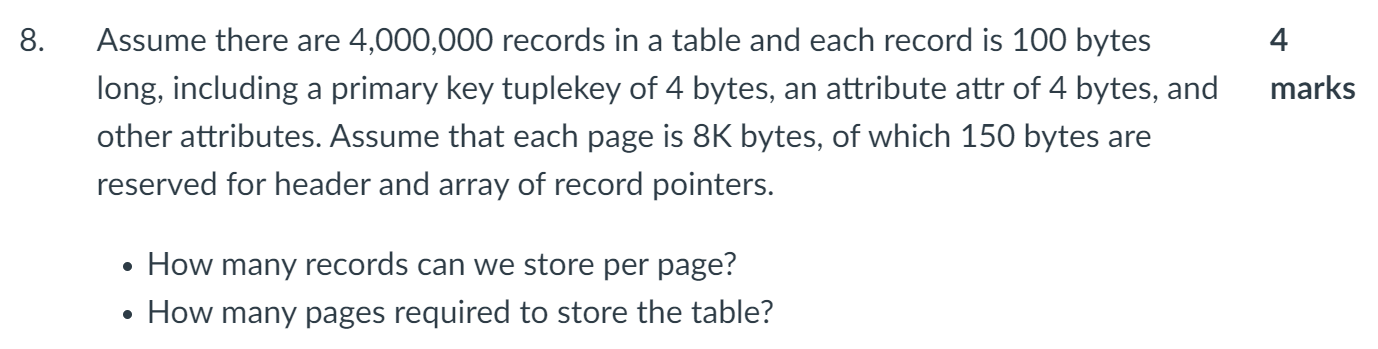 8. Assume there are 4,000,000 records in a table and each record is 100 bytes 4
long, including a primary key tuplekey of 4 bytes, an attribute attr of 4 bytes, and marks
other attributes. Assume that each page is 8K bytes, of which 150 bytes are
reserved for header and array of record pointers.
• How many records can we store per page?
• How many pages required to store the table?